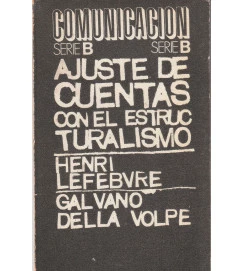 COMUNICACION
SERIE B SERIE B
AJUSTE DE
CUENTAS
CON EL ESTRUC
TURALISMO
HENRI
LEFEBVRE
GALVANO
DELLA VOLPE